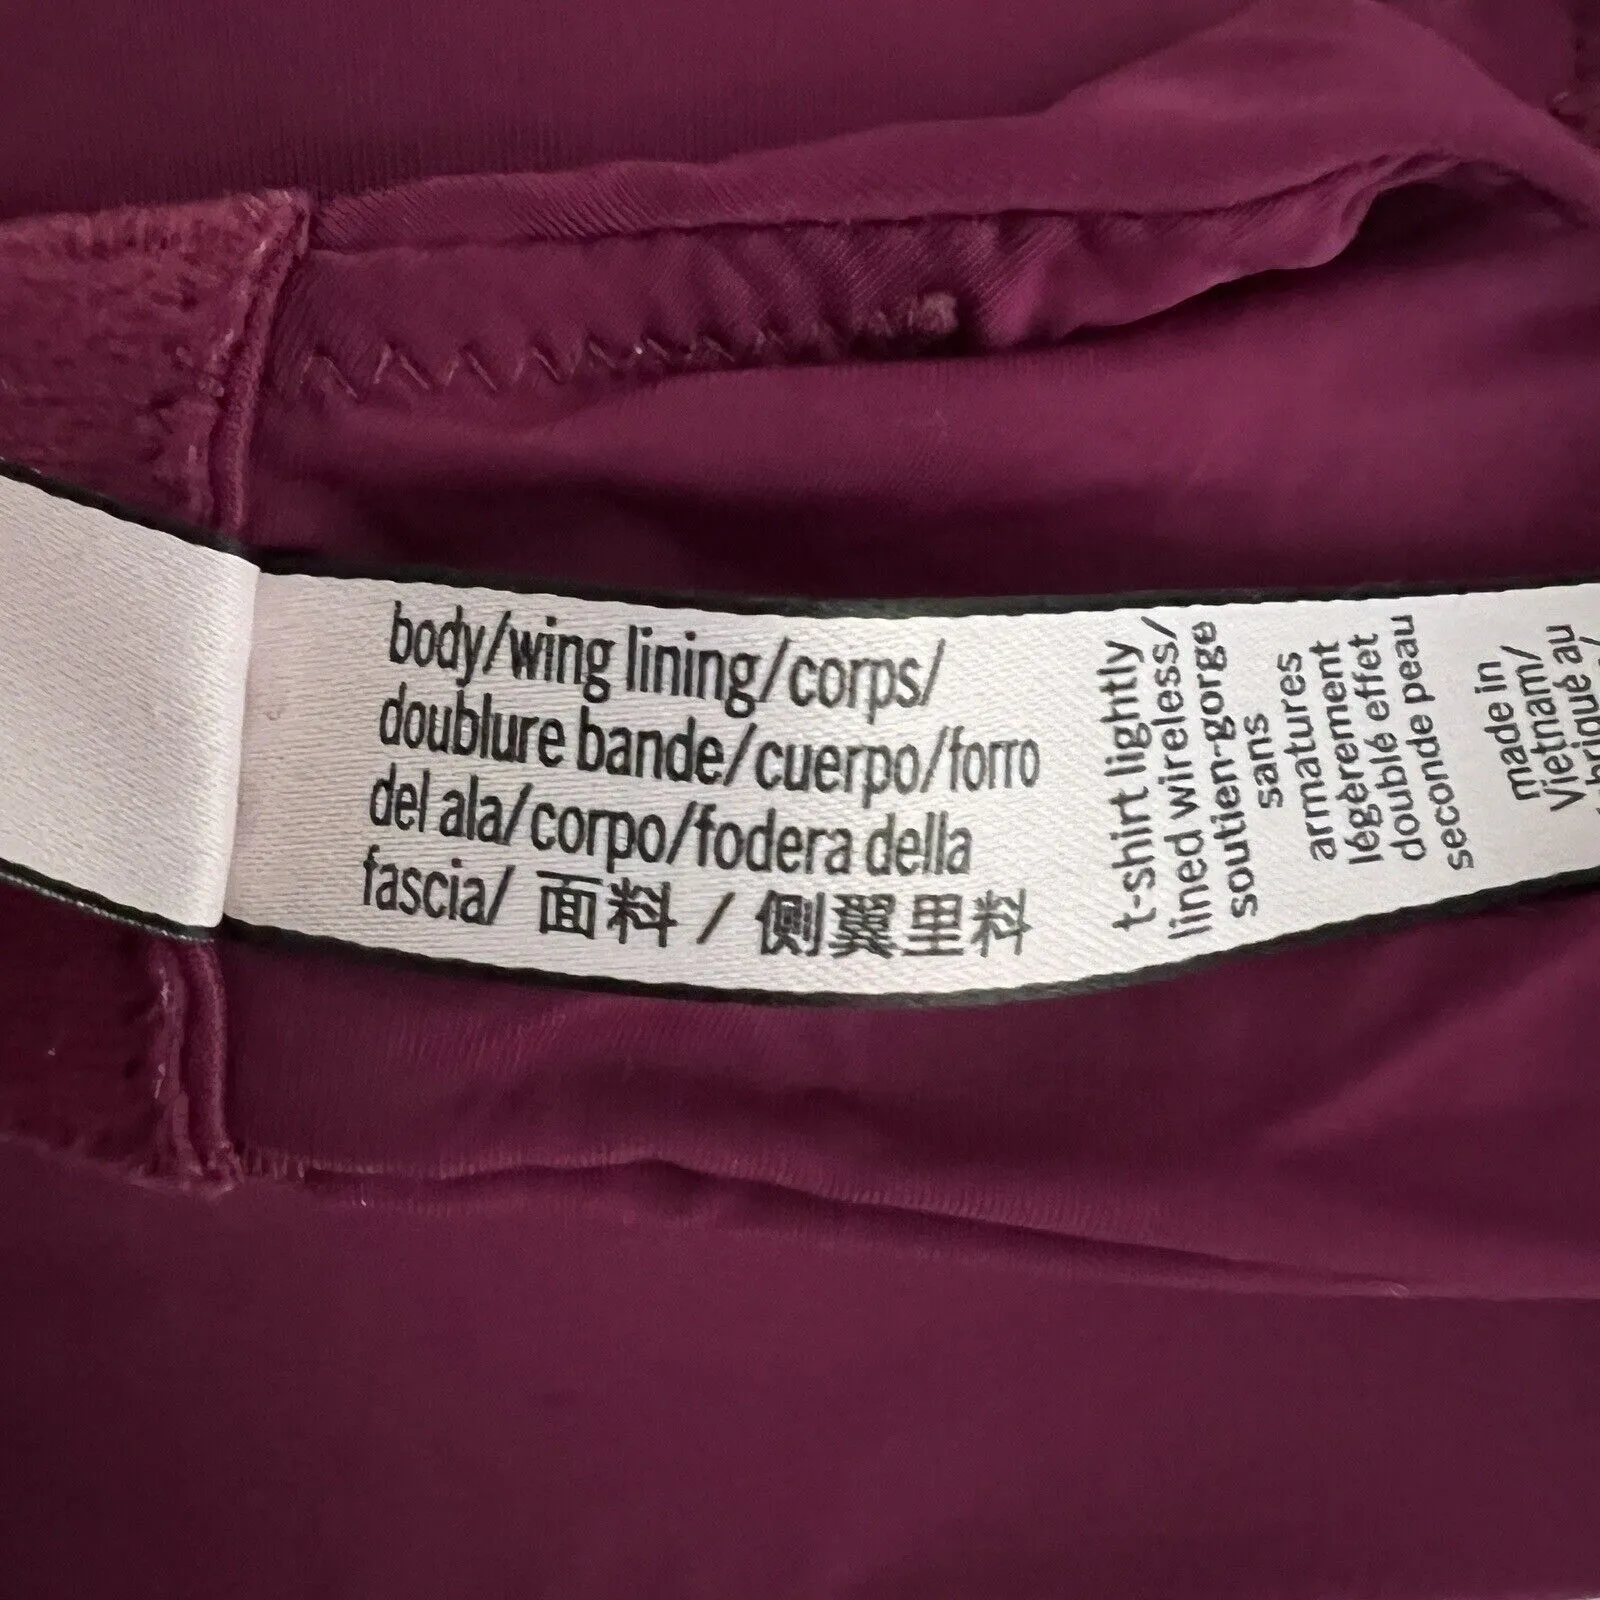 body/wing lining/corps/
doublure bande/cuerpo/forro
del ala/corpo/fodera della
fascia/ 面料 / 侧翼里料
t-shirt lightly
lined wireless/
soutien-gorge
sans
armatures
légèrement
doublé effet
seconde peau
made in
Vietnam/
au